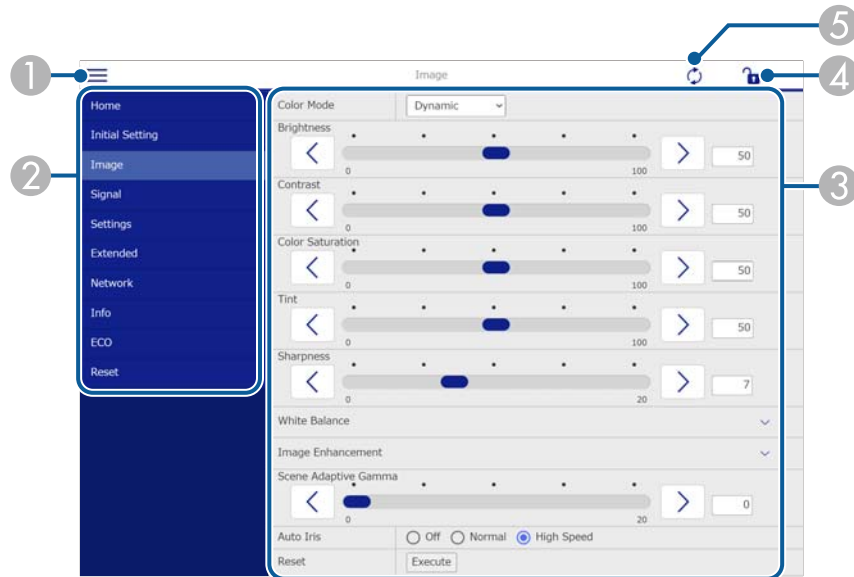 5
1
Image
4
Home
Color Mode
Dynamic
Initial Setting
Brightness
0
100
50
2
Image
3
Signal
Contrast
0
100
50
Settings
Extended
Color Saturation
0
100
50
Network
Info
Tint
0
100
50
ECO
Reset
Sharpness
0
20
7
White Balance
Image Enhancement
Scene Adaptive Gamma
0
20
0
Auto Iris
Off Normal High Speed
Reset
Execute